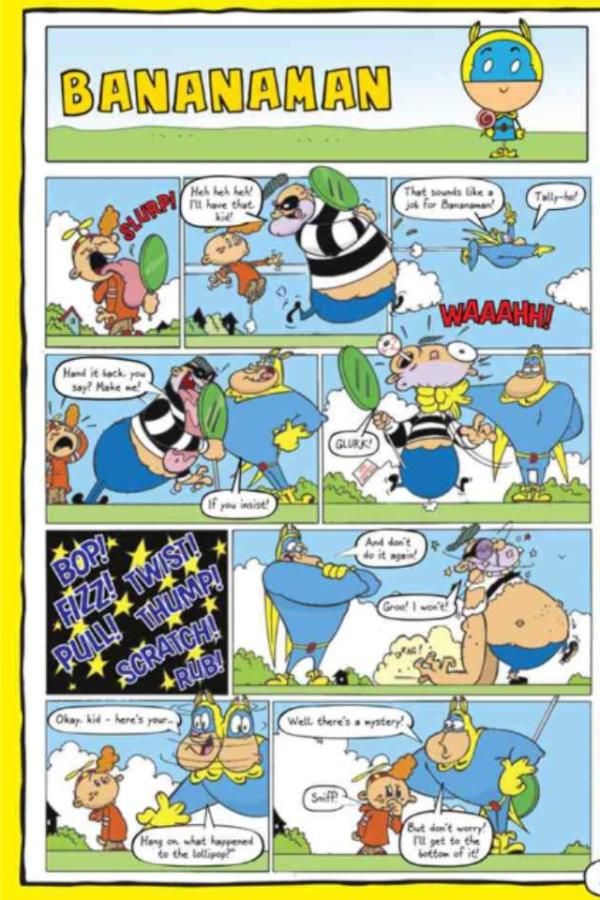 BANANAMAN
SLURP!
Heh heh heh!
I'll have that,
kid!
That sounds like a
job for Bananaman!
Tally-ho!
WAAAHH!
Hand it back, you
say? Make me!
If you insist!
GLURK!
BOP!
FIZZ!
TWIST!
PULL!
THUMP!
SCRATCH!
RUB!
And don't
do it again!
Groo! I won't!
Okay, kid - here's your...
Hang on, what happened
to the lollipop?"
Well, there's a mystery!
Sniff!
But don't worry!
I'll get to the
bottom of it!